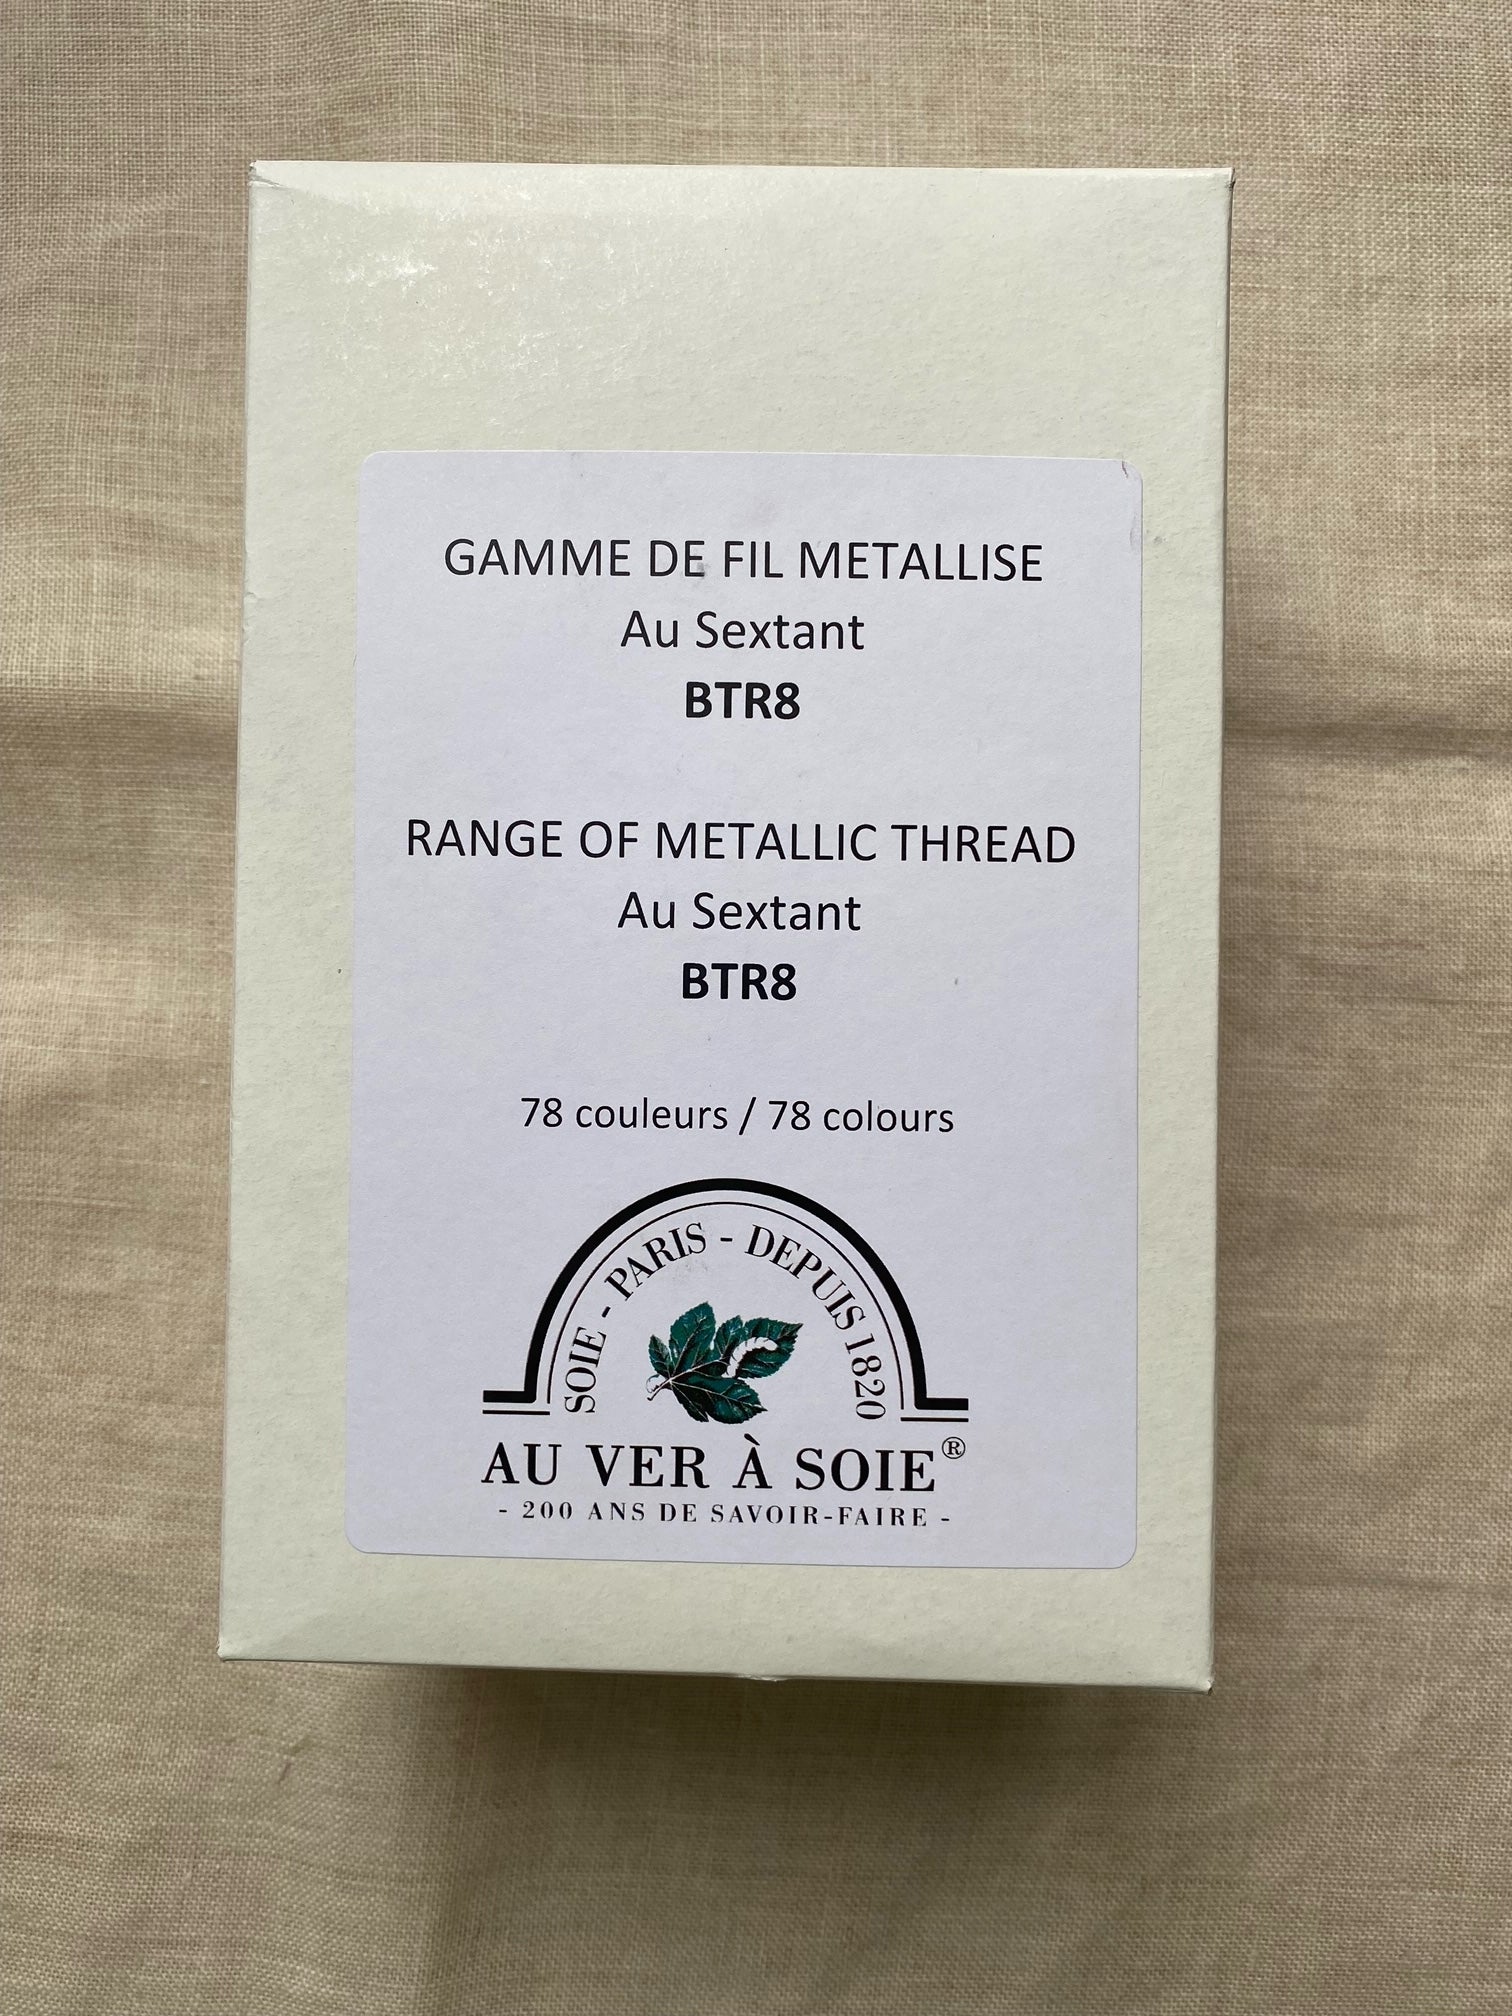 GAMME DE FIL METALLISE
Au Sextant
BTR8
RANGE OF METALLIC THREAD
Au Sextant
BTR8
78 couleurs / 78 colours
SOIE - PARIS - DEPUIS 1820
AU VER À SOIE®
- 200 ANS DE SAVOIR-FAIRE -